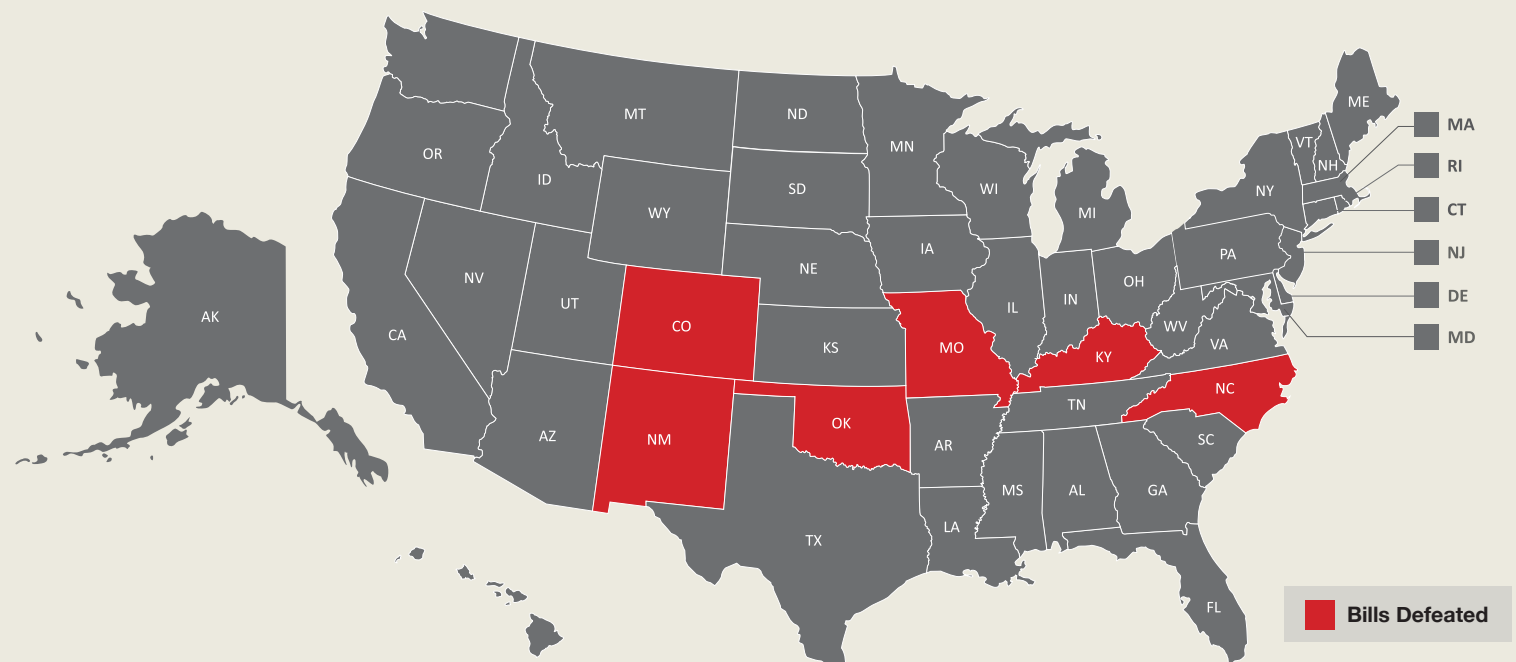 ME
MT
ND
MA
VT
MN
OR
NH
RI
ID
SD
WI
NY
WY
MI
CT
IA
PA
NJ
NE
NV
OH
DE
UT
IN
IL
AK
CO
WV
CA
MD
KS
MO
VA
KY
NC
TN
OK
AZ
NM
AR
SC
MS
AL
GA
LA
TX
FL
Bills Defeated